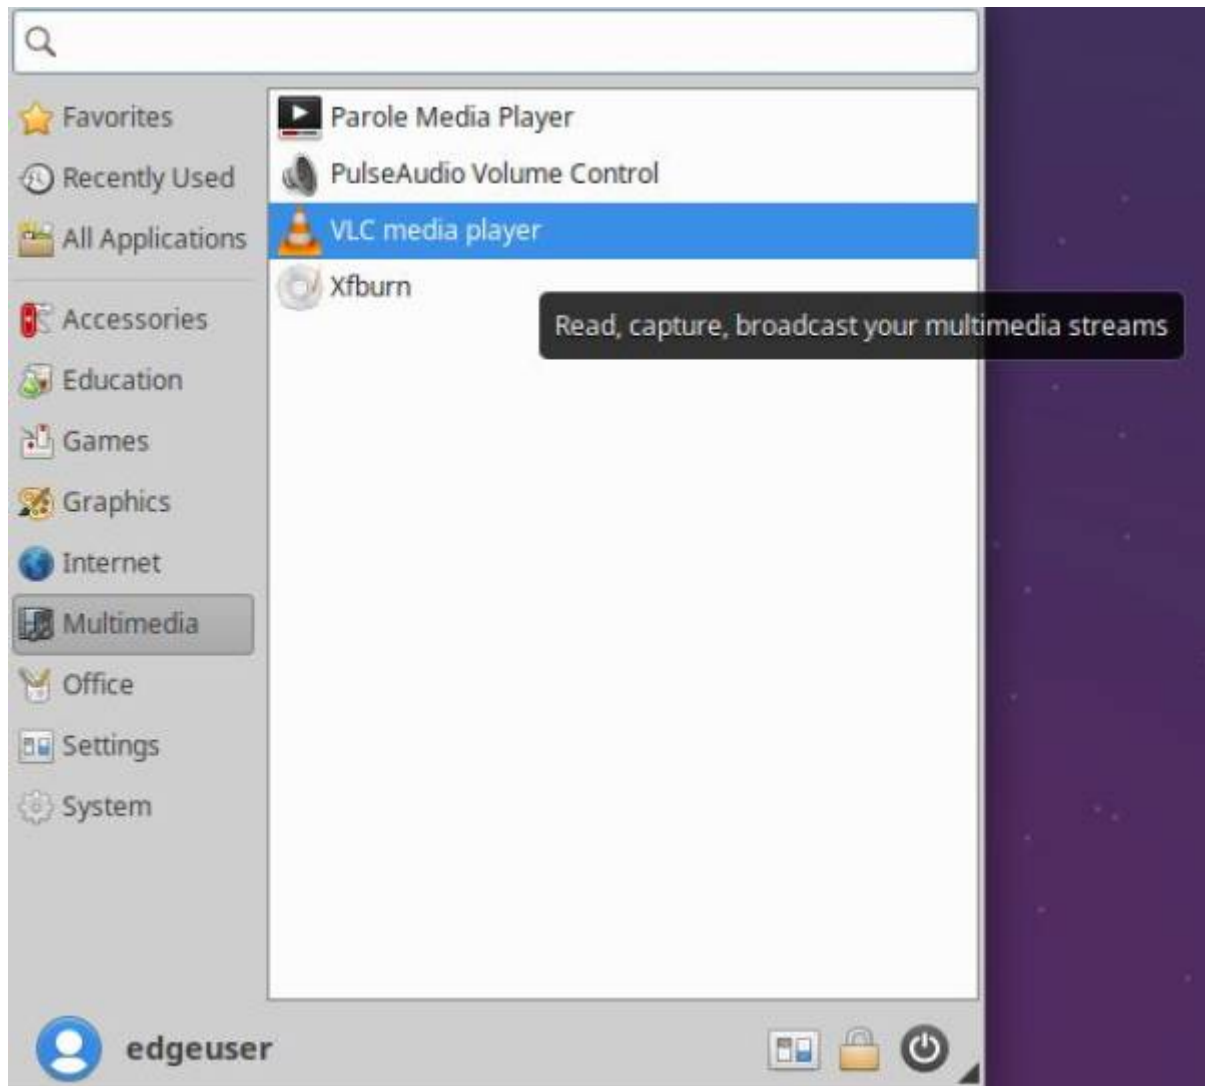 Favorites
Recently Used
All Applications
Accessories
Education
Games
Graphics
Internet
Multimedia
Office
Settings
System
Parole Media Player
PulseAudio Volume Control
VLC media player
Xfburn
Read, capture, broadcast your multimedia streams
edgeuser